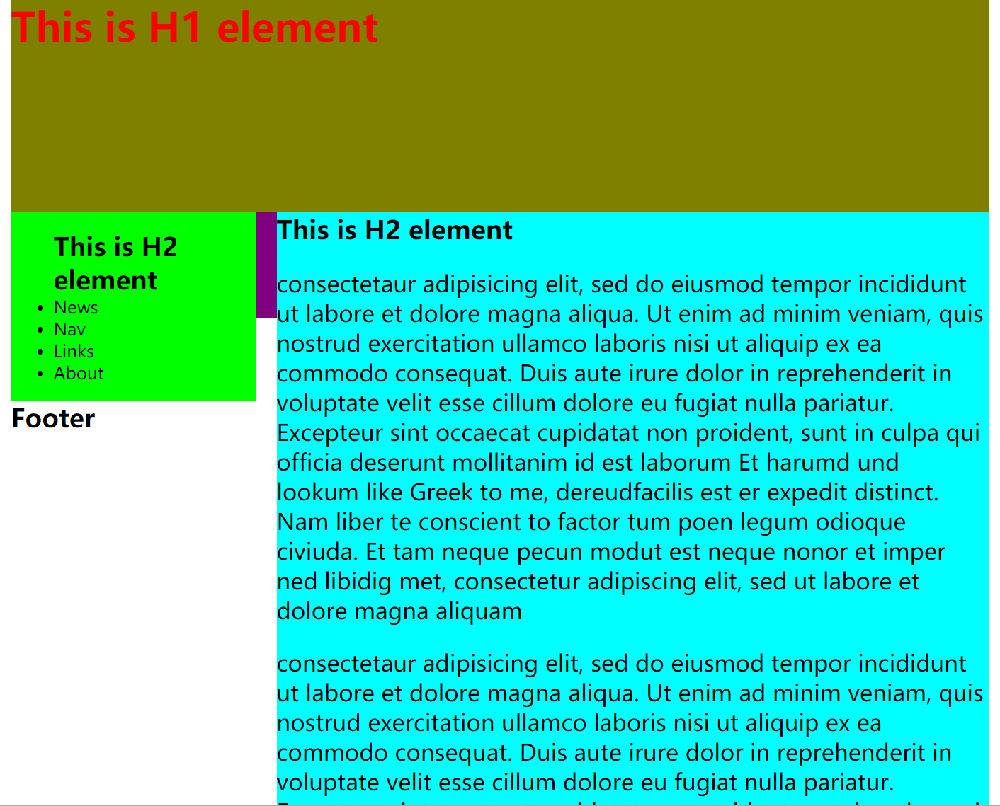 This is H1 element
This is H2
element
News
Nav
Links
About
Footer
This is H2 element
consectetaur adipisicing elit, sed do eiusmod tempor incididunt
ut labore et dolore magna aliqua. Ut enim ad minim veniam, quis
nostrud exercitation ullamco laboris nisi ut aliquip ex ea
commodo consequat. Duis aute irure dolor in reprehenderit in
voluptate velit esse cillum dolore eu fugiat nulla pariatur.
Excepteur sint occaecat cupidatat non proident, sunt in culpa qui
officia deserunt mollitanim id est laborum Et harumd und
lookum like Greek to me, dereudfacilis est er expedit distinct.
Nam liber te conscient to factor tum poen legum odioque
civiuda. Et tam neque pecun modut est neque nonor et imper
ned libidig met, consectetur adipiscing elit, sed ut labore et
dolore magna aliquam
consectetaur adipisicing elit, sed do eiusmod tempor incididunt
ut labore et dolore magna aliqua. Ut enim ad minim veniam, quis
nostrud exercitation ullamco laboris nisi ut aliquip ex ea
commodo consequat. Duis aute irure dolor in reprehenderit in
voluptate velit esse cillum dolore eu fugiat nulla pariatur.